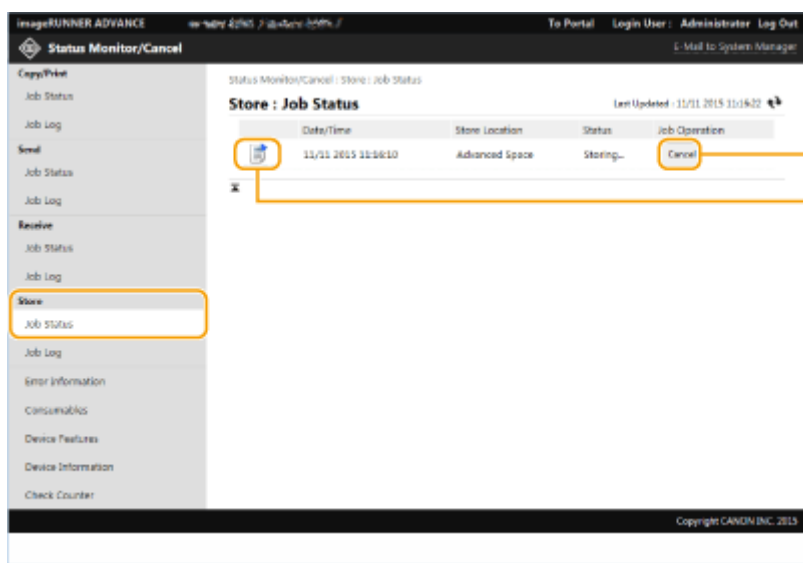 imageRUNNER ADVANCE To Portal Login User : Administrator Log Out
Status Monitor/Cancel E-Mail to System Manager
Copy/Print
Job Status
Job Log
Send
Job Status
Job Log
Receive
Job Status
Job Log
Store
Job Status
Job Log
Error Information
Consumables
Device Features
Device Information
Check Counter
Status Monitor/Cancel : Store : Job Status
Store : Job Status Last Updated : 11/11 2015 11:16:22
Date/Time Store Location Status Job Operation
11/11 2015 11:16:10 Advanced Space Storing... Cancel
Copyright CANON INC. 2015